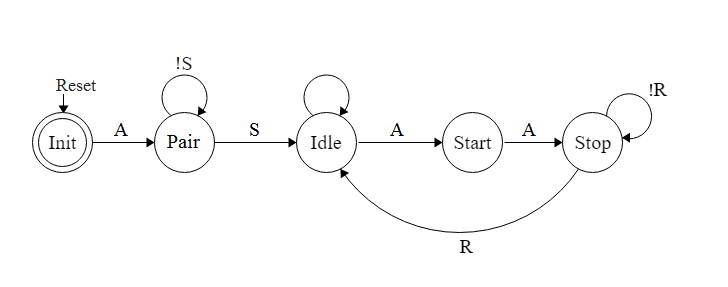 !S
Reset
!R
A
S
A
A
Init
Pair
Idle
Start
Stop
R